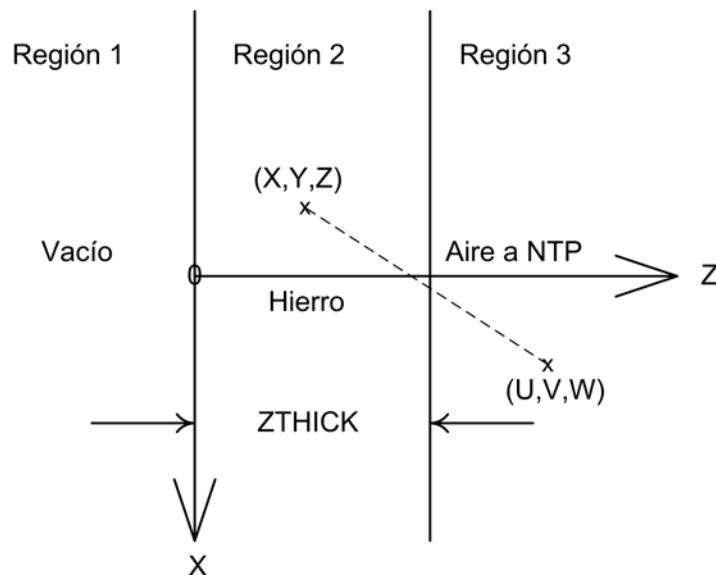 Región 1
Región 2
Región 3
(X,Y,Z)
Vacío
Aire a NTP
0
Z
Hierro
(U,V,W)
ZTHICK
X